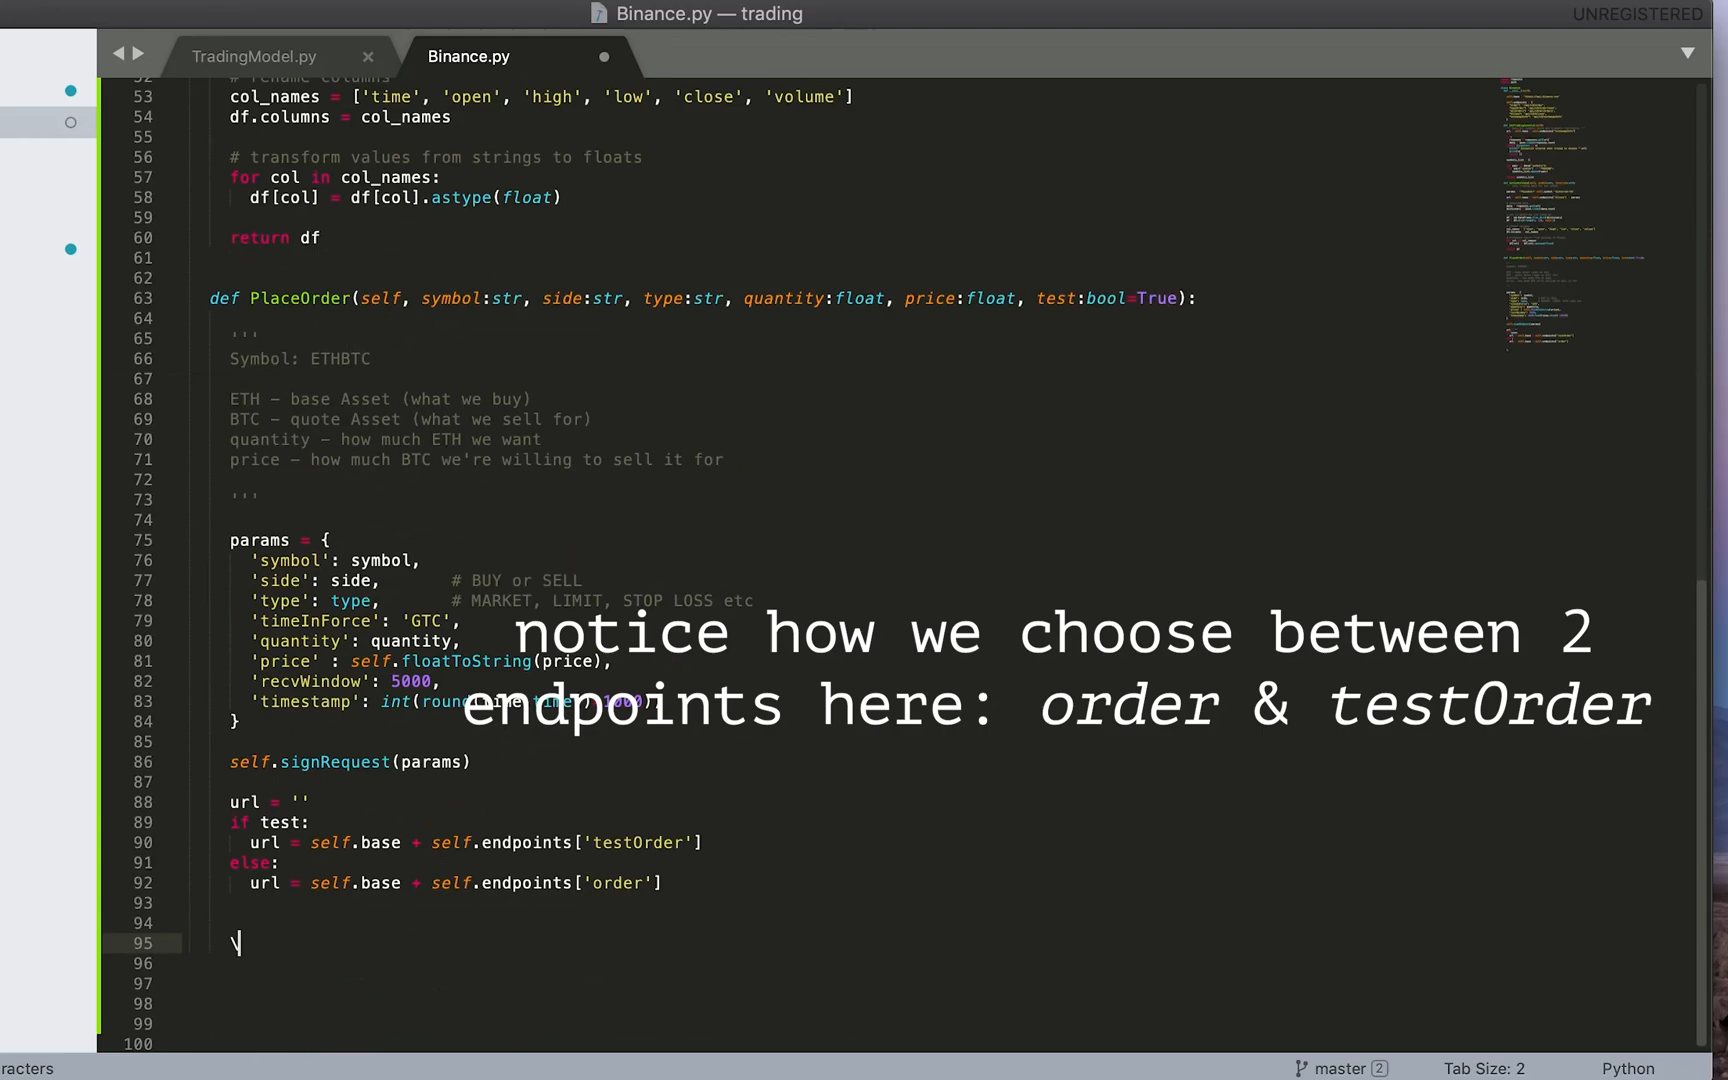 Binance.py — trading
UNREGISTERED
TradingModel.py
Binance.py
52 # rename columns
53 col_names = ['time', 'open', 'high', 'low', 'close', 'volume']
54 df.columns = col_names
55
56 # transform values from strings to floats
57 for col in col_names:
58 df[col] = df[col].astype(float)
59
60 return df
61
62
63 def PlaceOrder(self, symbol:str, side:str, type:str, quantity:float, price:float, test:bool=True):
64
65 '''
66 Symbol: ETHBTC
67
68 ETH – base Asset (what we buy)
69 BTC – quote Asset (what we sell for)
70 quantity – how much ETH we want
71 price – how much BTC we're willing to sell it for
72
73 '''
74
75 params = {
76 'symbol': symbol,
77 'side': side, # BUY or SELL
78 'type': type, # MARKET, LIMIT, STOP LOSS etc
79 'timeInForce': 'GTC',
80 'quantity': quantity,
81 'price' : self.floatToString(price),
82 'recvWindow': 5000,
83 'timestamp': int(round(time.time()*1000))
84 }
85
86 self.signRequest(params)
87
88 url = ''
89 if test:
90 url = self.base + self.endpoints['testOrder']
91 else:
92 url = self.base + self.endpoints['order']
93
94
95 \
96
97
98
99
100
notice how we choose between 2
endpoints here: order & testOrder
racters
master 2
Tab Size: 2
Python